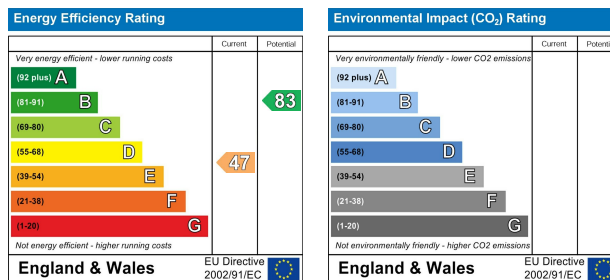 Energy Efficiency Rating
Current Potential
Very energy efficient - lower running costs
(92 plus) A
(81-91) B
83
(69-80) C
(55-68) D
47
(39-54) E
(21-38) F
(1-20) G
Not energy efficient - higher running costs
England & Wales
EU Directive
2002/91/EC
Environmental Impact (CO₂) Rating
Current Potential
Very environmentally friendly - lower CO2 emissions
(92 plus) A
(81-91) B
(69-80) C
(55-68) D
(39-54) E
(21-38) F
(1-20) G
Not environmentally friendly - higher CO2 emissions
England & Wales
EU Directive
2002/91/EC